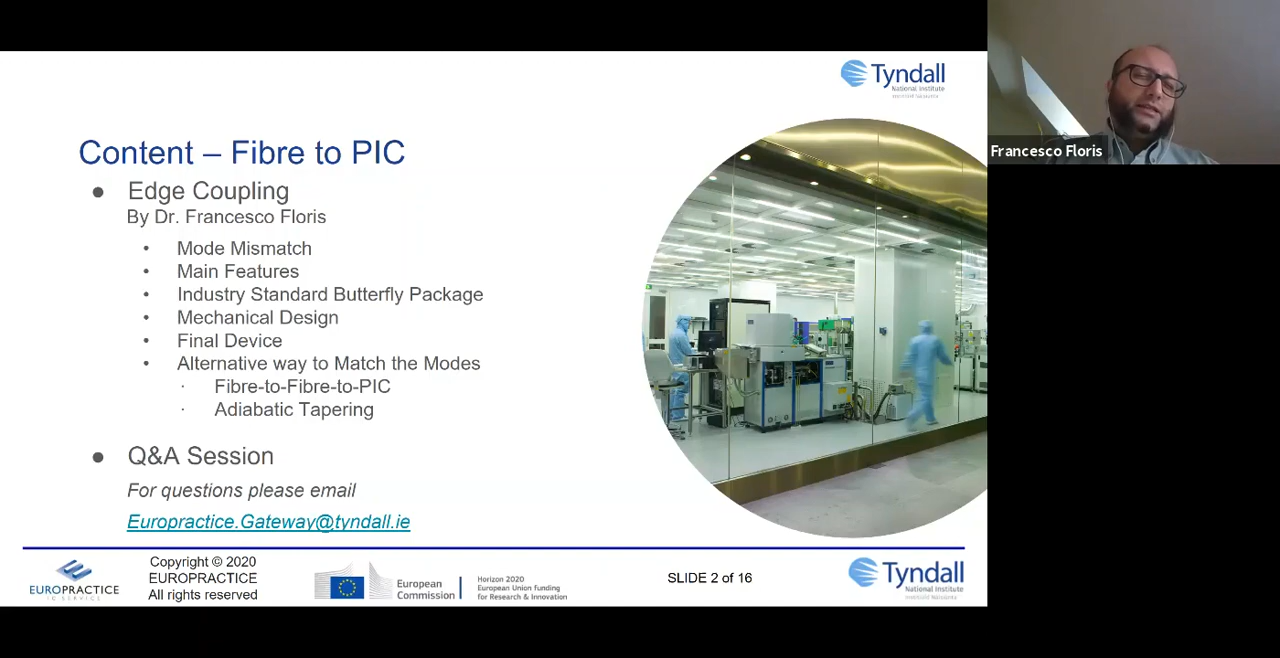 Tyndall
National Institute
Content – Fibre to PIC
● Edge Coupling
By Dr. Francesco Floris
• Mode Mismatch
• Main Features
• Industry Standard Butterfly Package
• Mechanical Design
• Final Device
• Alternative way to Match the Modes
· Fibre-to-Fibre-to-PIC
· Adiabatic Tapering
● Q&A Session
For questions please email
Europractice.Gateway@tyndall.ie
EUROPRACTICE
IC SERVICE
Copyright © 2020
EUROPRACTICE
All rights reserved
European
Commission
Horizon 2020
European Union funding
for Research & Innovation
SLIDE 2 of 16
Tyndall
National Institute
Francesco Floris